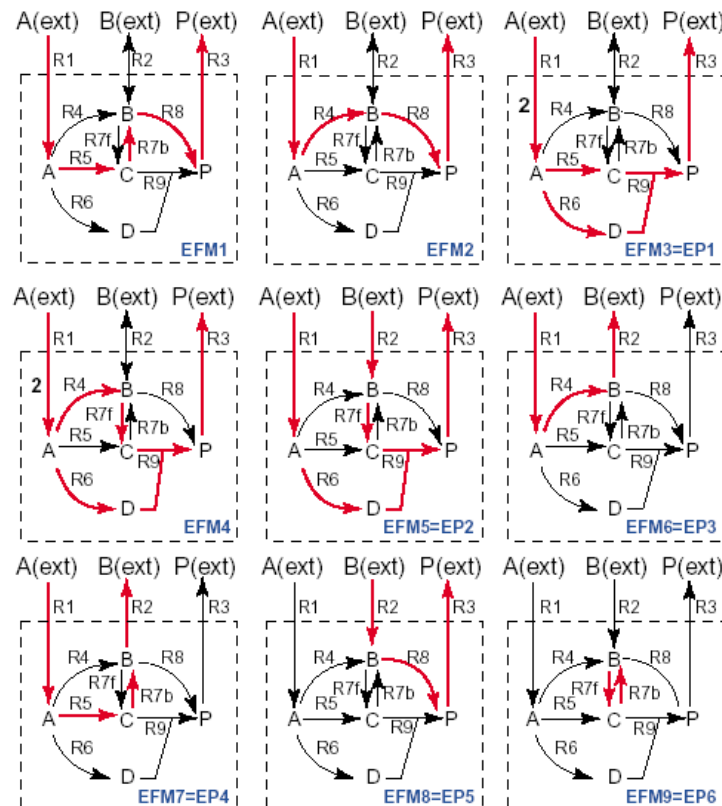 A(ext) B(ext) P(ext) A(ext) B(ext) P(ext) A(ext) B(ext) P(ext)
R1 R2 R3 R1 R2 R3 R1 R2 R3
R4 B R8 R4 B R8 2 R4 B R8
R7f R7f R7f
R5 R7b R5 R7b R5 R7b
A C P A C P A C P
R9 R9 R9
R6 R6 R6
D D D
EFM1 EFM2 EFM3=EP1
A(ext) B(ext) P(ext) A(ext) B(ext) P(ext) A(ext) B(ext) P(ext)
R1 R2 R3 R1 R2 R3 R1 R2 R3
2 R4 B R8 R4 B R8 R4 B R8
R7f R7f R7f
R5 R7b R5 R7b R5 R7b
A C P A C P A C P
R9 R9 R9
R6 R6 R6
D D D
EFM4 EFM5=EP2 EFM6=EP3
A(ext) B(ext) P(ext) A(ext) B(ext) P(ext) A(ext) B(ext) P(ext)
R1 R2 R3 R1 R2 R3 R1 R2 R3
R4 B R8 R4 B R8 R4 B R8
R7f R7f R7f
R5 R7b R5 R7b R5 R7b
A C P A C P A C P
R9 R9 R9
R6 R6 R6
D D D
EFM7=EP4 EFM8=EP5 EFM9=EP6